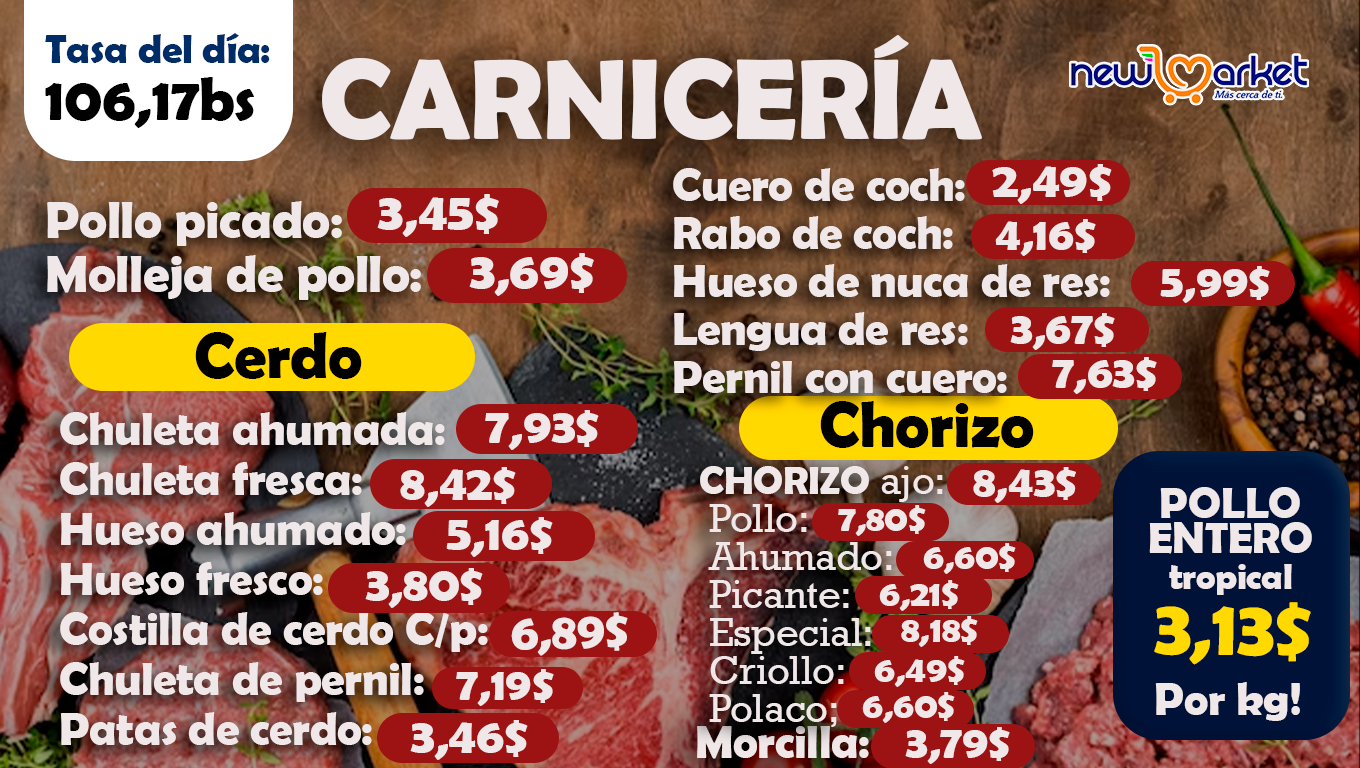 Tasa del día:
106,17bs
CARNICERÍA
new market
Más cerca de ti.
Pollo picado: 3,45$
Molleja de pollo: 3,69$
Cerdo
Chuleta ahumada: 7,93$
Chuleta fresca: 8,42$
Hueso ahumado: 5,16$
Hueso fresco: 3,80$
Costilla de cerdo C/p: 6,89$
Chuleta de pernil: 7,19$
Patas de cerdo: 3,46$
Cuero de coch: 2,49$
Rabo de coch: 4,16$
Hueso de nuca de res: 5,99$
Lengua de res: 3,67$
Pernil con cuero: 7,63$
Chorizo
CHORIZO ajo: 8,43$
Pollo: 7,80$
Ahumado: 6,60$
Picante: 6,21$
Especial: 8,18$
Criollo: 6,49$
Polaco; 6,60$
Morcilla: 3,79$
POLLO
ENTERO
tropical
3,13$
Por kg!